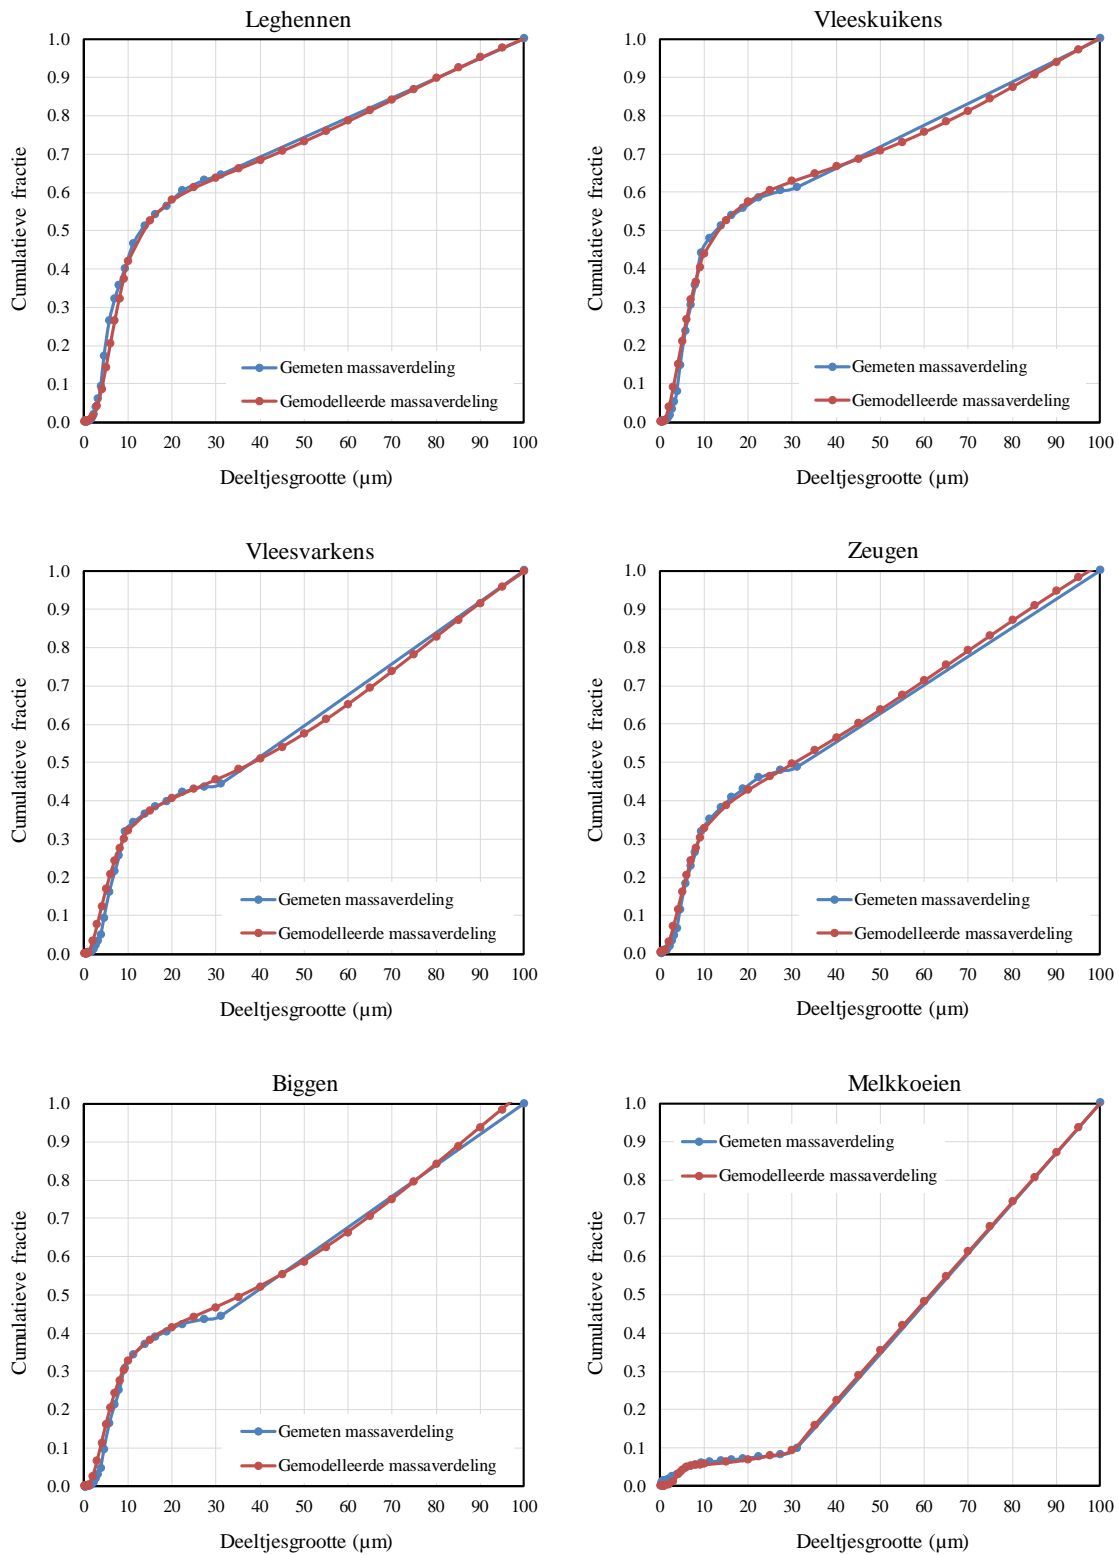 Leghennen
1.0
0.9
0.8
0.7
0.6
0.5
0.4
0.3
0.2
0.1
0.0
Cumulatieve fractie
Gemeten massaverdeling
Gemodelleerde massaverdeling
0 10 20 30 40 50 60 70 80 90 100
Deeltjesgrootte (µm)
Vleeskuikens
1.0
0.9
0.8
0.7
0.6
0.5
0.4
0.3
0.2
0.1
0.0
Cumulatieve fractie
Gemeten massaverdeling
Gemodelleerde massaverdeling
0 10 20 30 40 50 60 70 80 90 100
Deeltjesgrootte (µm)
Vleesvarkens
1.0
0.9
0.8
0.7
0.6
0.5
0.4
0.3
0.2
0.1
0.0
Cumulatieve fractie
Gemeten massaverdeling
Gemodelleerde massaverdeling
0 10 20 30 40 50 60 70 80 90 100
Deeltjesgrootte (µm)
Zeugen
1.0
0.9
0.8
0.7
0.6
0.5
0.4
0.3
0.2
0.1
0.0
Cumulatieve fractie
Gemeten massaverdeling
Gemodelleerde massaverdeling
0 10 20 30 40 50 60 70 80 90 100
Deeltjesgrootte (µm)
Biggen
1.0
0.9
0.8
0.7
0.6
0.5
0.4
0.3
0.2
0.1
0.0
Cumulatieve fractie
Gemeten massaverdeling
Gemodelleerde massaverdeling
0 10 20 30 40 50 60 70 80 90 100
Deeltjesgrootte (µm)
Melkkoeien
1.0
0.9
0.8
0.7
0.6
0.5
0.4
0.3
0.2
0.1
0.0
Cumulatieve fractie
Gemeten massaverdeling
Gemodelleerde massaverdeling
0 10 20 30 40 50 60 70 80 90 100
Deeltjesgrootte (µm)